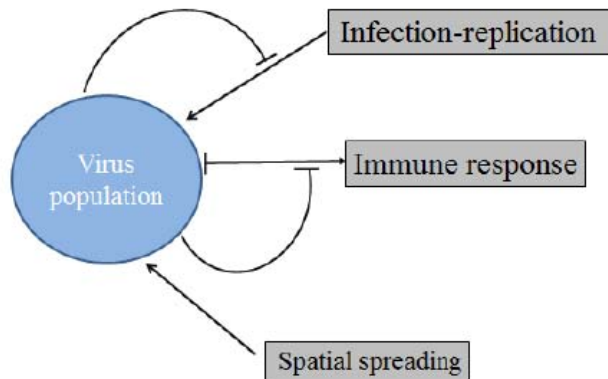 Infection-replication
Virus
population
Immune response
Spatial spreading